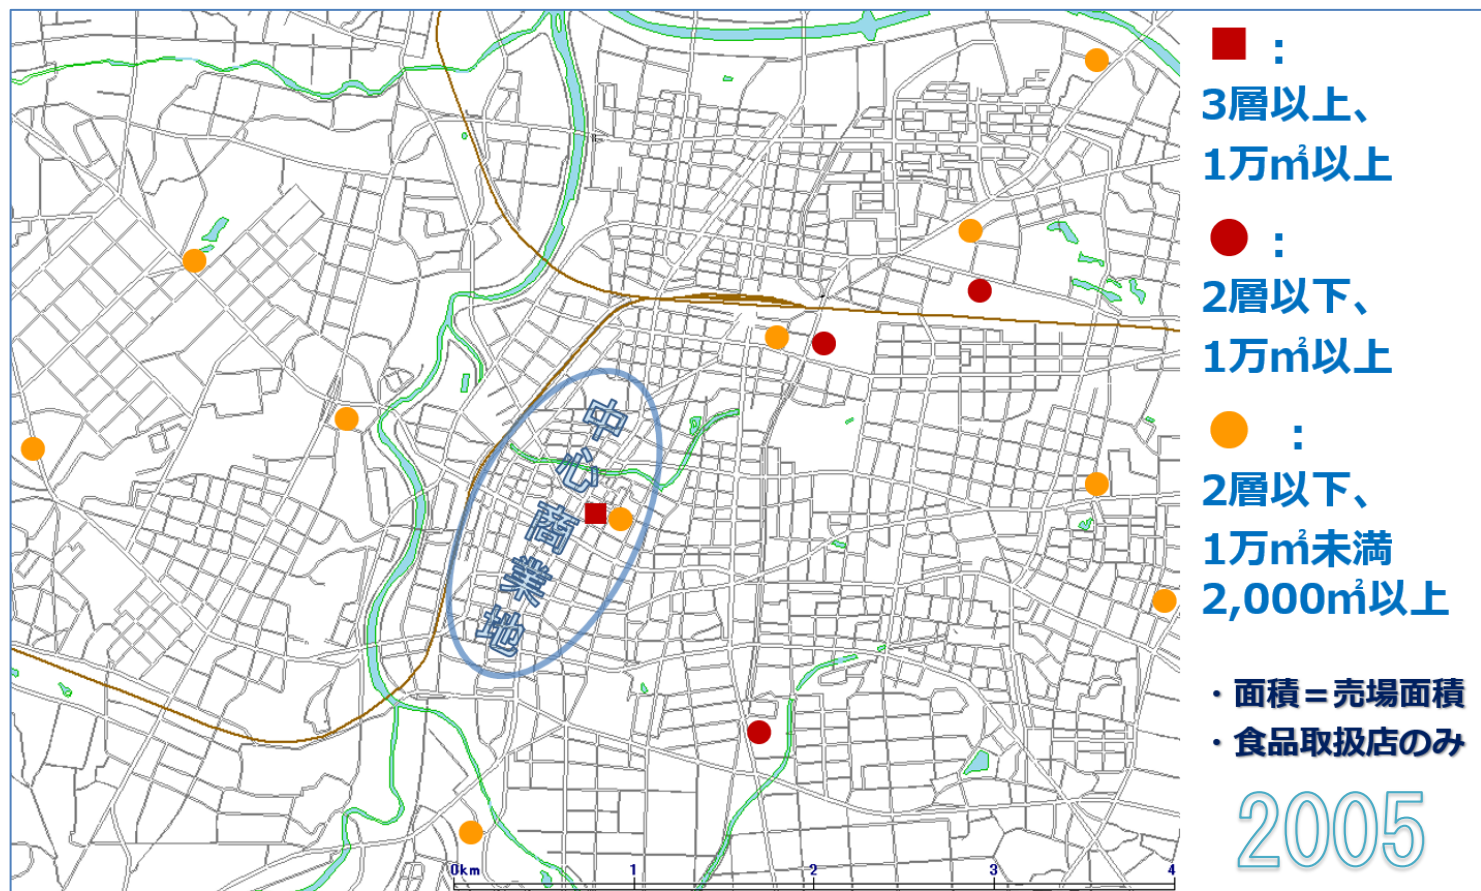 中心商業地
0km 1 2 3 4
：
3層以上、
1万㎡以上
：
2層以下、
1万㎡以上
：
2層以下、
1万㎡未満
2,000㎡以上
・面積＝売場面積
・食品取扱店のみ
2005